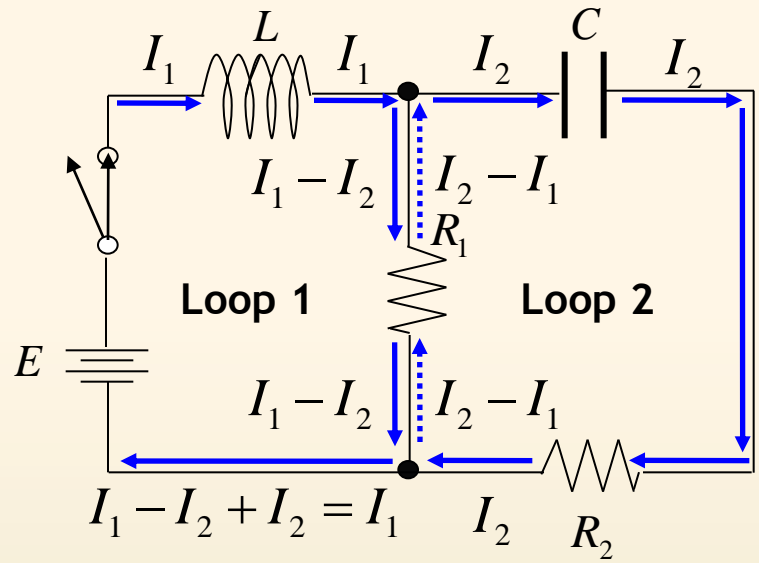 L C
I₁ I₁ I₂ I₂
I₁ − I₂ I₂ − I₁
R₁
Loop 1 Loop 2
E
I₁ − I₂ I₂ − I₁
I₁ − I₂ + I₂ = I₁ I₂ R₂